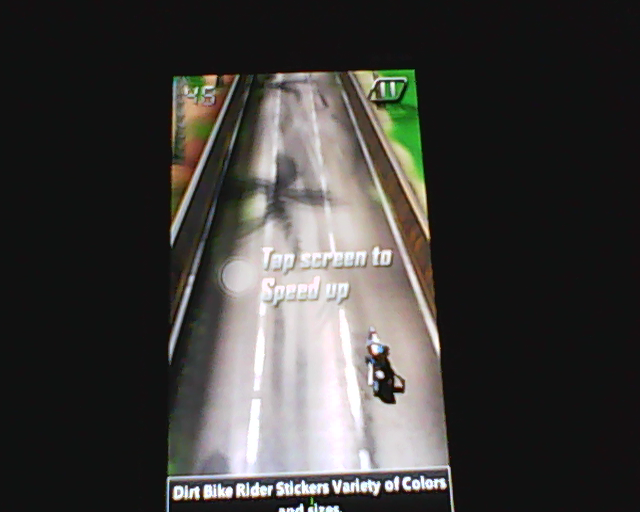 45
Tap screen to
Speed up
Dirt Bike Rider Stickers Variety of Colors
and sizes.